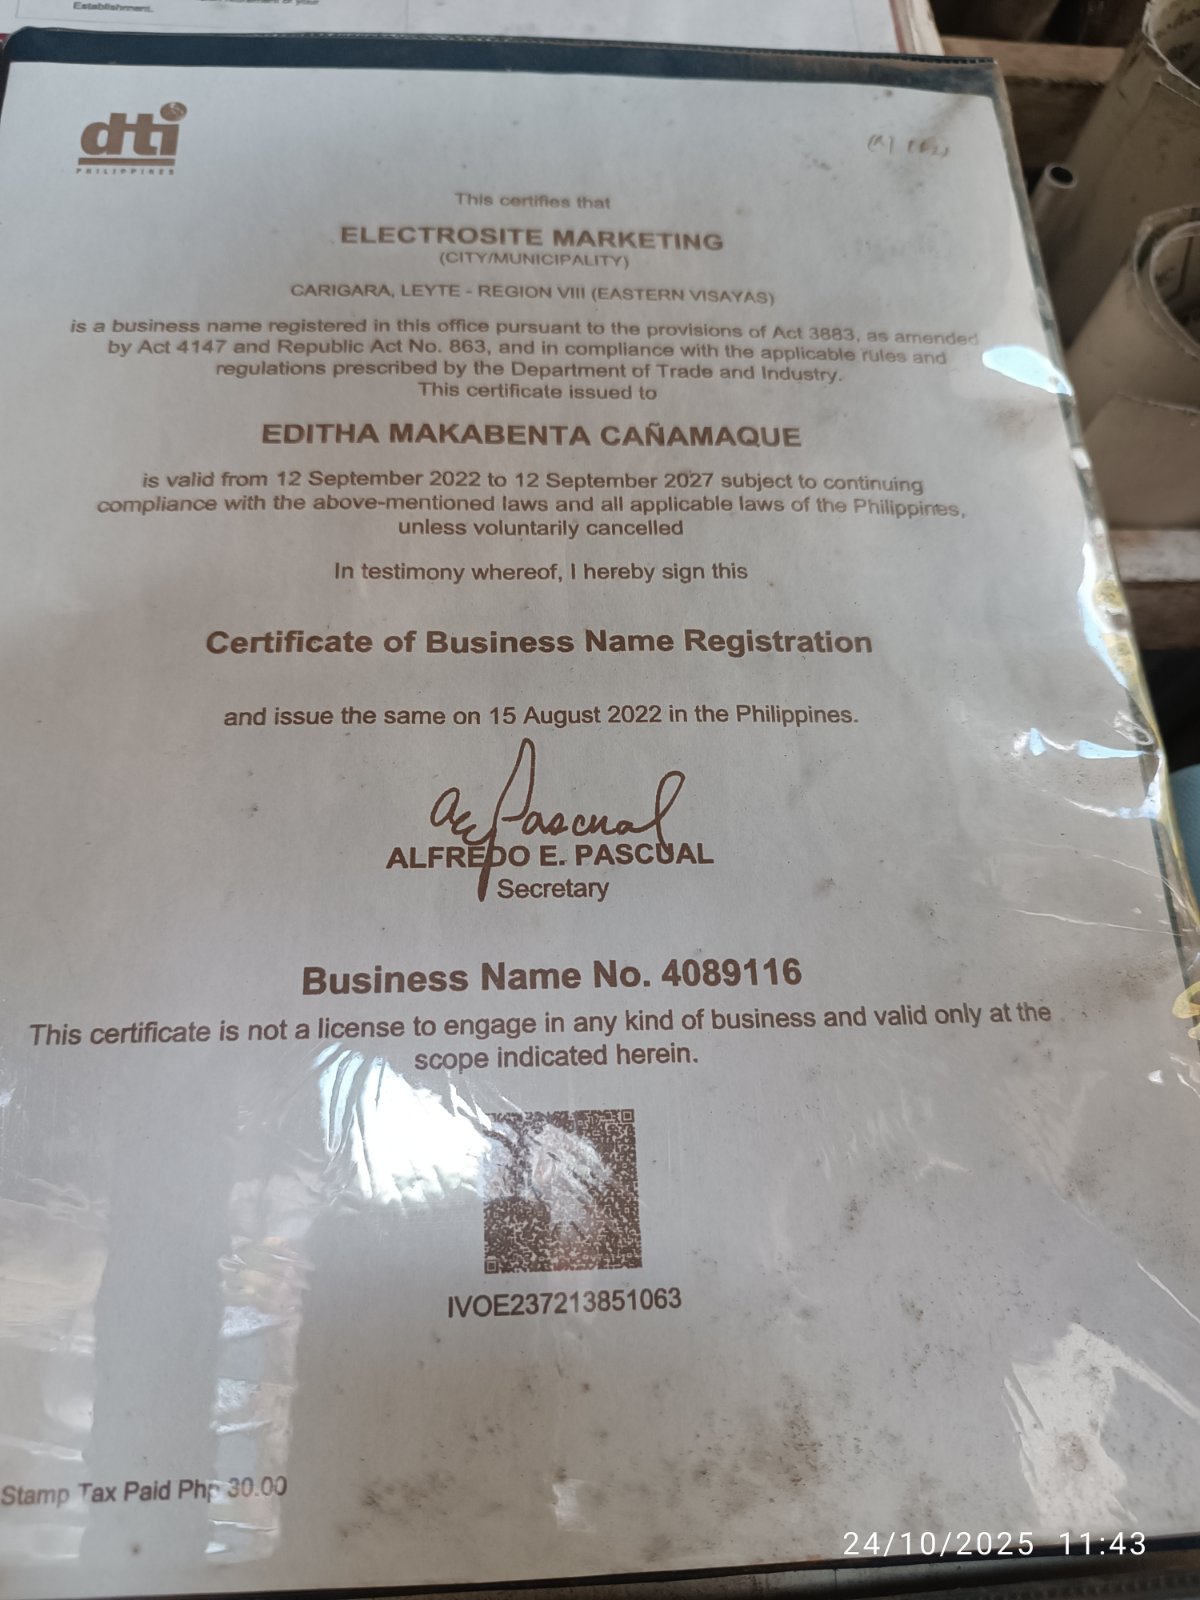 Establishment.
dti
PHILIPPINES
This certifies that
ELECTROSITE MARKETING
(CITY/MUNICIPALITY)
CARIGARA, LEYTE - REGION VIII (EASTERN VISAYAS)
is a business name registered in this office pursuant to the provisions of Act 3883, as amended
by Act 4147 and Republic Act No. 863, and in compliance with the applicable rules and
regulations prescribed by the Department of Trade and Industry.
This certificate issued to
EDITHA MAKABENTA CAÑAMAQUE
is valid from 12 September 2022 to 12 September 2027 subject to continuing
compliance with the above-mentioned laws and all applicable laws of the Philippines,
unless voluntarily cancelled
In testimony whereof, I hereby sign this
Certificate of Business Name Registration
and issue the same on 15 August 2022 in the Philippines.
AEPascual
ALFREDO E. PASCUAL
Secretary
Business Name No. 4089116
This certificate is not a license to engage in any kind of business and valid only at the
scope indicated herein.
IVOE237213851063
Stamp Tax Paid Php 30.00
24/10/2025 11:43